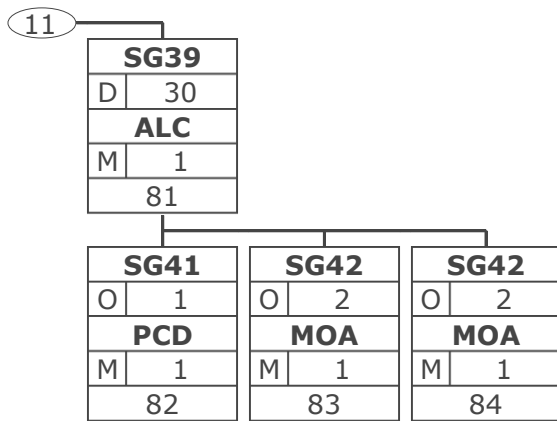 11
SG39
D 30
ALC
M 1
81
SG41 SG42 SG42
O 1 O 2 O 2
PCD MOA MOA
M 1 M 1 M 1
82 83 84